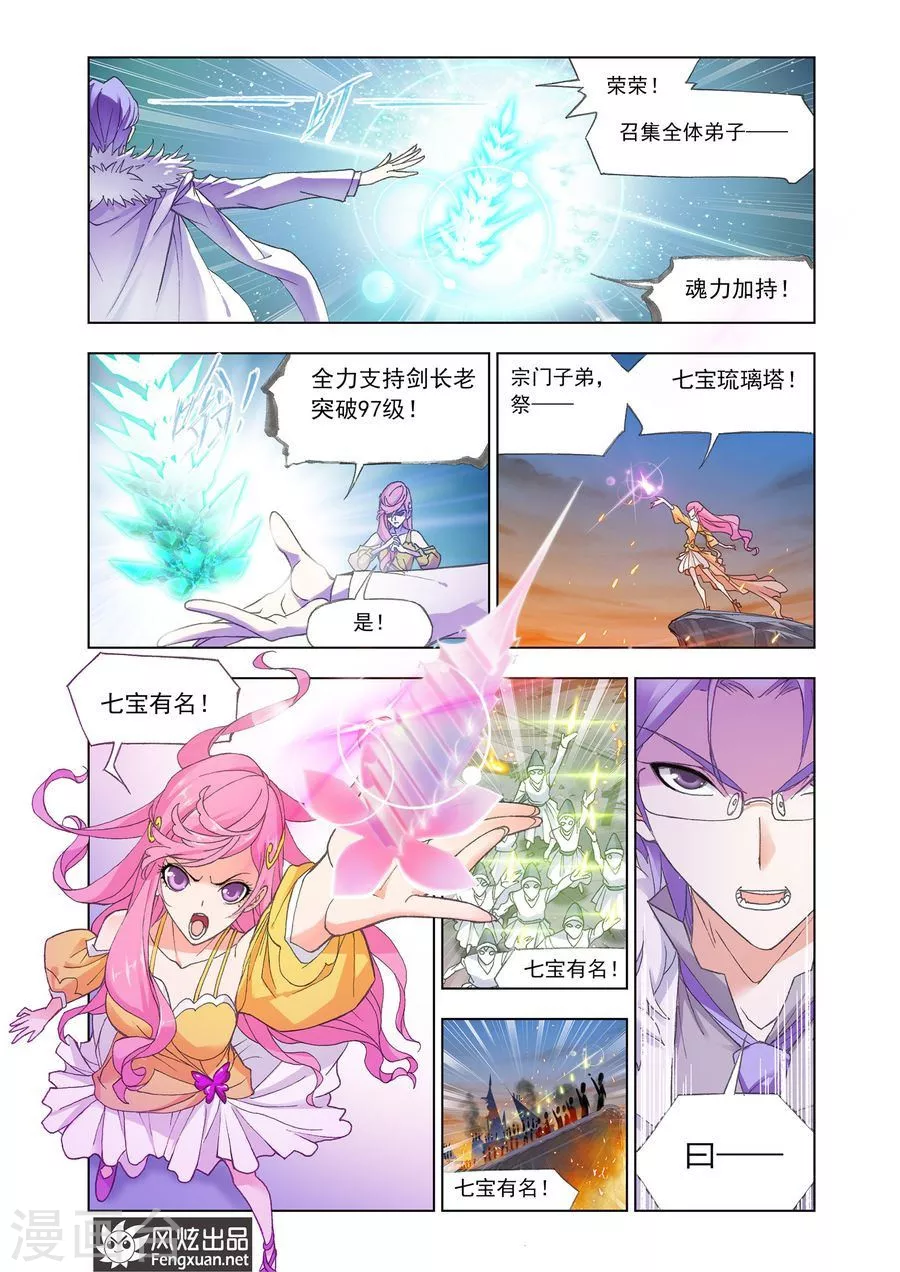 荣荣！
召集全体弟子——
魂力加持！
全力支持剑长老
突破97级！
是！
宗门子弟，
祭——
七宝琉璃塔！
七宝有名！
七宝有名！
七宝有名！
曰——
漫画台
风炫出品
Fengxuan.net